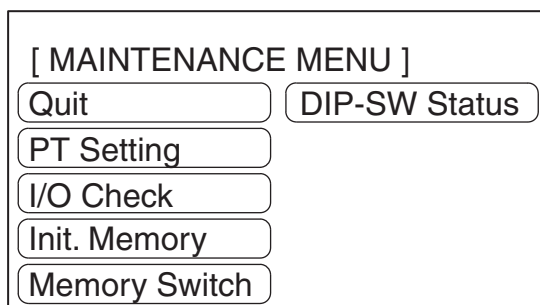 [ MAINTENANCE MENU ]
Quit DIP-SW Status
PT Setting
I/O Check
Init. Memory
Memory Switch